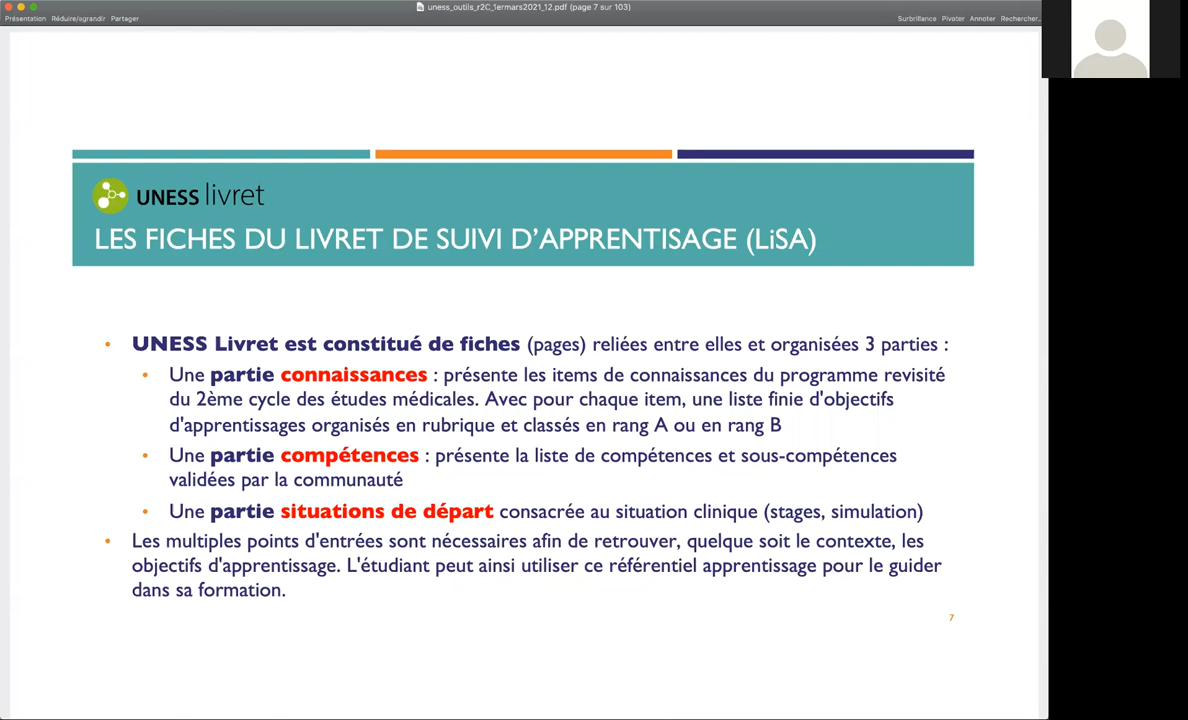 uness_outils_r2C_1ermars2021_12.pdf (page 7 sur 103)
Présentation Réduire/agrandir Partager
Surbrillance Pivoter Annoter Rechercher...
UNESS livret
LES FICHES DU LIVRET DE SUIVI D'APPRENTISAGE (LiSA)
• UNESS Livret est constitué de fiches (pages) reliées entre elles et organisées 3 parties :
• Une partie connaissances : présente les items de connaissances du programme revisité
du 2ème cycle des études médicales. Avec pour chaque item, une liste finie d'objectifs
d'apprentissages organisés en rubrique et classés en rang A ou en rang B
• Une partie compétences : présente la liste de compétences et sous-compétences
validées par la communauté
• Une partie situations de départ consacrée au situation clinique (stages, simulation)
• Les multiples points d'entrées sont nécessaires afin de retrouver, quelque soit le contexte, les
objectifs d'apprentissage. L'étudiant peut ainsi utiliser ce référentiel apprentissage pour le guider
dans sa formation.
7